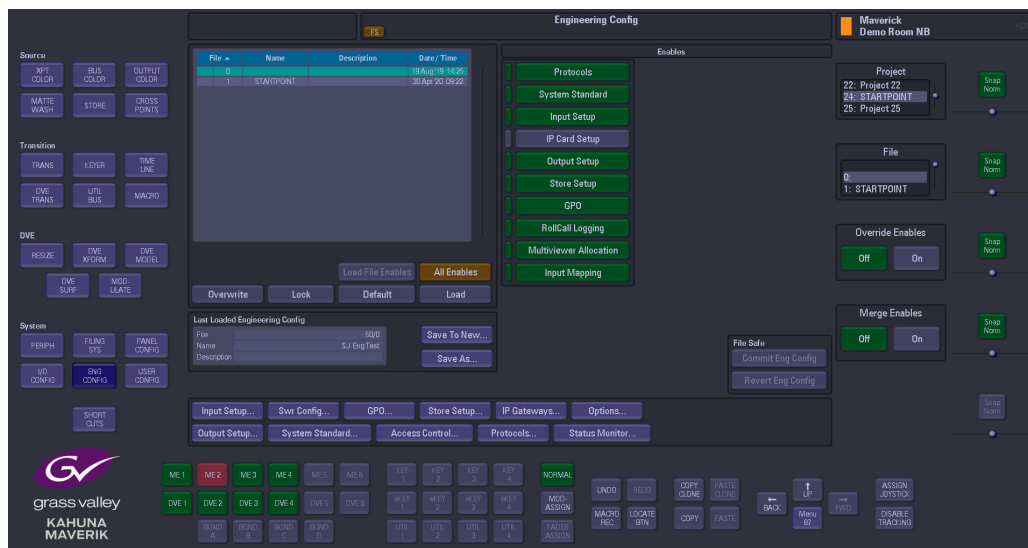 Engineering Config
FS
Maverick
Demo Room NB
Source
XPT COLOR
BUS COLOR
OUTPUT COLOR
MATTE WASH
STORE
CROSS POINTS
Transition
TRANS
KEYER
TIME LINE
DVE TRANS
UTIL BUS
MACRO
DVE
RESIZE
DVE XFORM
DVE MODEL
DVE SURF
MOD- ULATE
System
PERIPH
FILING SYS
PANEL CONFIG
I/O CONFIG
ENG CONFIG
USER CONFIG
SHORT CUTS
File Name Description Date/Time
0 19 Aug '19 14:25
1 STARTPOINT 30 Apr '20 09:22
Load File Enables
All Enables
Overwrite
Lock
Default
Load
Last Loaded Engineering Config
File 50/0
Name SJ Eng Test
Description
Save To New...
Save As...
Enables
Protocols
System Standard
Input Setup
IP Card Setup
Output Setup
Store Setup
GPO
RollCall Logging
Multiviewer Allocation
Input Mapping
File Safe
Commit Eng Config
Revert Eng Config
Project
22: Project 22
24: STARTPOINT
25: Project 25
Snap Norm
File
0:
1: STARTPOINT
Snap Norm
Override Enables
Off
On
Snap Norm
Merge Enables
Off
On
Snap Norm
Snap Norm
Input Setup...
Swr Config...
GPO...
Store Setup...
IP Gateways...
Options...
Output Setup...
System Standard...
Access Control...
Protocols...
Status Monitor...
GV
grass valley
KAHUNA
MAVERIK
ME 1
ME 2
ME 3
ME 4
ME 5
ME 6
KEY 1
KEY 2
KEY 3
KEY 4
NORMAL
DVE 1
DVE 2
DVE 3
DVE 4
DVE 5
DVE 6
eKEY 1
eKEY 2
eKEY 3
eKEY 4
MOD- ASSIGN
BGND A
BGND B
BGND C
BGND D
UTIL 1
UTIL 2
UTIL 3
UTIL 4
FADER ASSIGN
UNDO
REDO
COPY CLONE
PASTE CLONE
MACRO REC
LOCATE BTN
COPY
PASTE
← BACK
↑ UP
→ FWD
Menu 87
ASSIGN JOYSTICK
DISABLE TRACKING